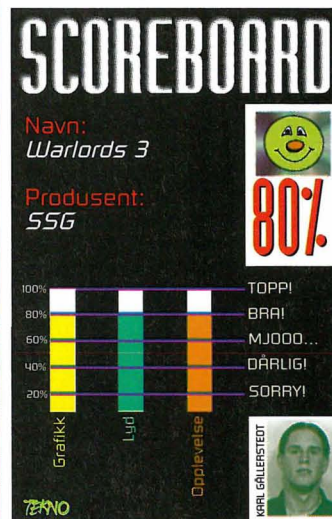 SCOREBOARD
Navn:
Warlords 3
Produsent:
SSG
80%
100%
TOPP!
80%
BRA!
60%
MJOOO...
40%
DÅRLIG!
20%
SORRY!
Grafikk
Lyd
Opplevelse
KARL GÅLLERSTEDT
TEKNO